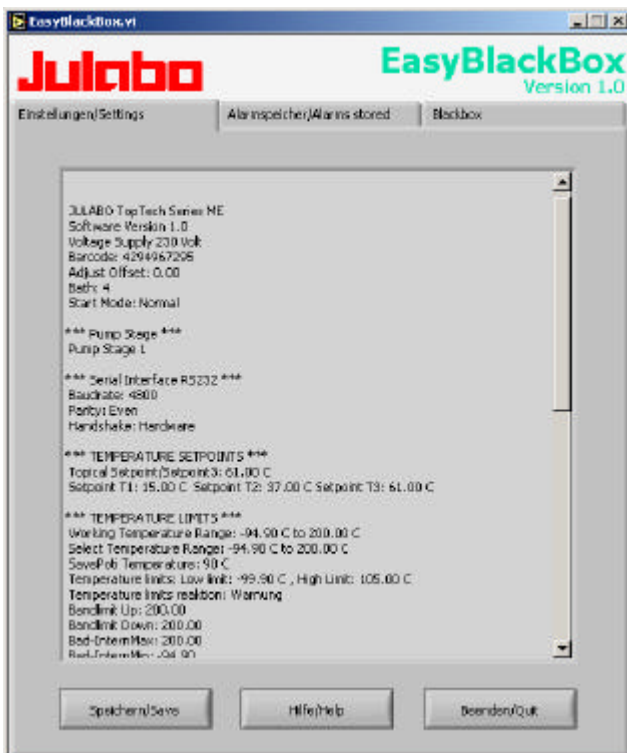 EasyBlackBox.vi
Julabo
EasyBlackBox
Version 1.0
Einstellungen/Settings
Alarmspeicher/Alarms stored
Blackbox
JULABO TopTech Series ME
Software Version 1.0
Voltage Supply 230 Volt
Barcode: 4294967295
Adjust Offset: 0.00
Bath: 4
Start Mode: Normal
*** Pump Stage ***
Pump Stage 1
*** Serial Interface RS232 ***
Baudrate: 4800
Parity: Even
Handshake: Hardware
*** TEMPERATURE SETPOINTS ***
Topical Setpoint/Setpoint3: 61.00 C
Setpoint T1: 15.00 C Setpoint T2: 37.00 C Setpoint T3: 61.00 C
*** TEMPERATURE LIMITS ***
Working Temperature Range: -94.90 C to 200.00 C
Select Temperature Range: -94.90 C to 200.00 C
SavePoti Temperature: 90 C
Temperature limits: Low limit: -99.90 C , High Limit: 105.00 C
Temperature limits reaktion: Warnung
Bandlimit Up: 200.00
Bandlimit Down: 200.00
Bad-InternMax: 200.00
Bad-InternMin: -94.90
Speichern/Save
Hilfe/Help
Beenden/Quit